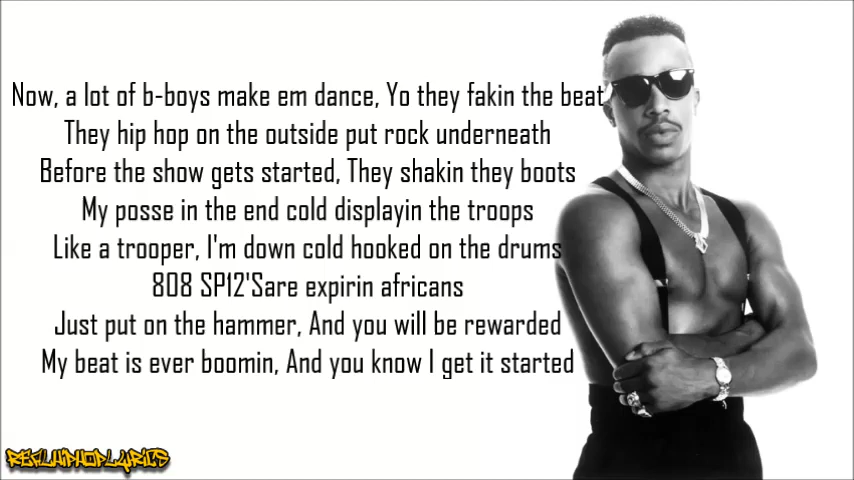 Now, a lot of b-boys make em dance, Yo they fakin the beat
They hip hop on the outside put rock underneath
Before the show gets started, They shakin they boots
My posse in the end cold displayin the troops
Like a trooper, I'm down cold hooked on the drums
808 SP12'Sare expirin africans
Just put on the hammer, And you will be rewarded
My beat is ever boomin, And you know I get it started
REALHIPHOPLYRICS